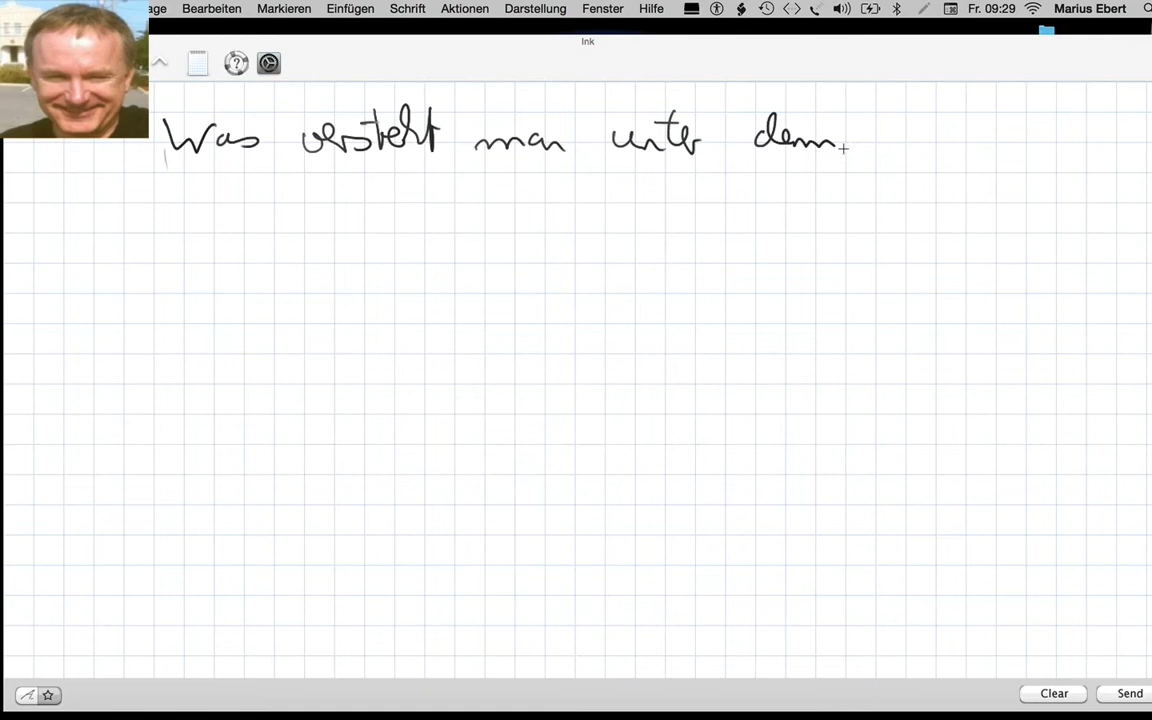 age Bearbeiten Markieren Einfügen Schrift Aktionen Darstellung Fenster Hilfe Fr. 09:29 Marius Ebert
Ink
Was versteht man unter dem
Clear Send